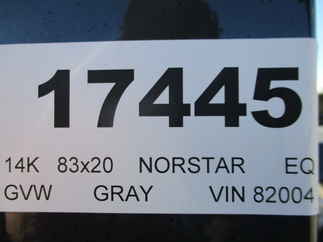 17445
14K 83x20 NORSTAR EQ
GVW GRAY VIN 82004